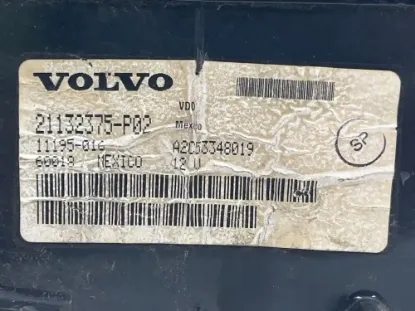 VOLVO
VDO
21132375-P02
Mexico
11195-016
A2C53348019
60019 MEXICO
12 V
SP